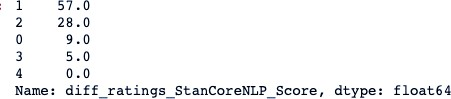 : 1    57.0
2    28.0
0     9.0
3     5.0
4     0.0
Name: diff_ratings_StanCoreNLP_Score, dtype: float64